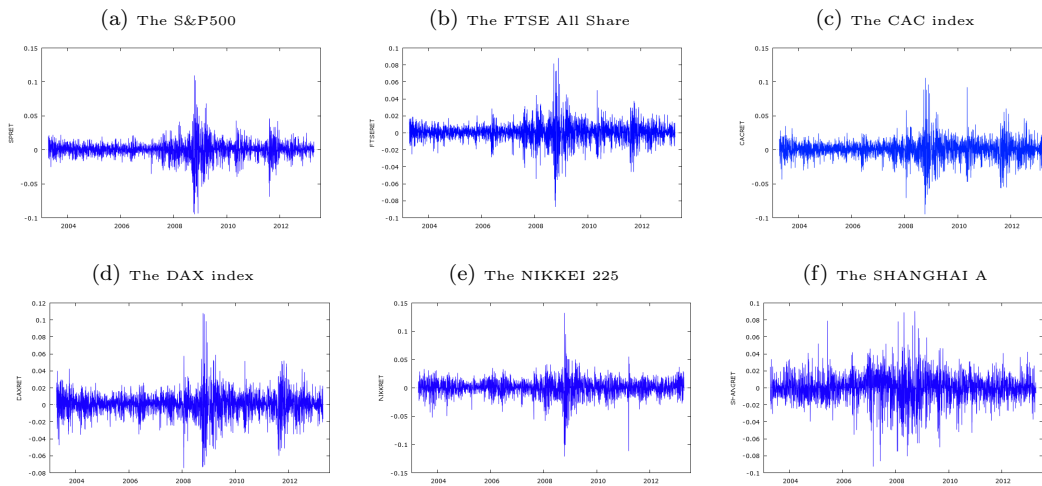 (a) The S&P500
(b) The FTSE All Share
(c) The CAC index
SPRET
0.15
0.1
0.05
0
-0.05
-0.1
2004 2006 2008 2010 2012
FTSERET
0.1
0.08
0.06
0.04
0.02
0
-0.02
-0.04
-0.06
-0.08
-0.1
2004 2006 2008 2010 2012
CACRET
0.15
0.1
0.05
0
-0.05
-0.1
2004 2006 2008 2010 2012
(d) The DAX index
(e) The NIKKEI 225
(f) The SHANGHAI A
DAXRET
0.12
0.1
0.08
0.06
0.04
0.02
0
-0.02
-0.04
-0.06
-0.08
2004 2006 2008 2010 2012
NIKKRET
0.15
0.1
0.05
0
-0.05
-0.1
-0.15
2004 2006 2008 2010 2012
SHANGRET
0.1
0.08
0.06
0.04
0.02
0
-0.02
-0.04
-0.06
-0.08
-0.1
2004 2006 2008 2010 2012